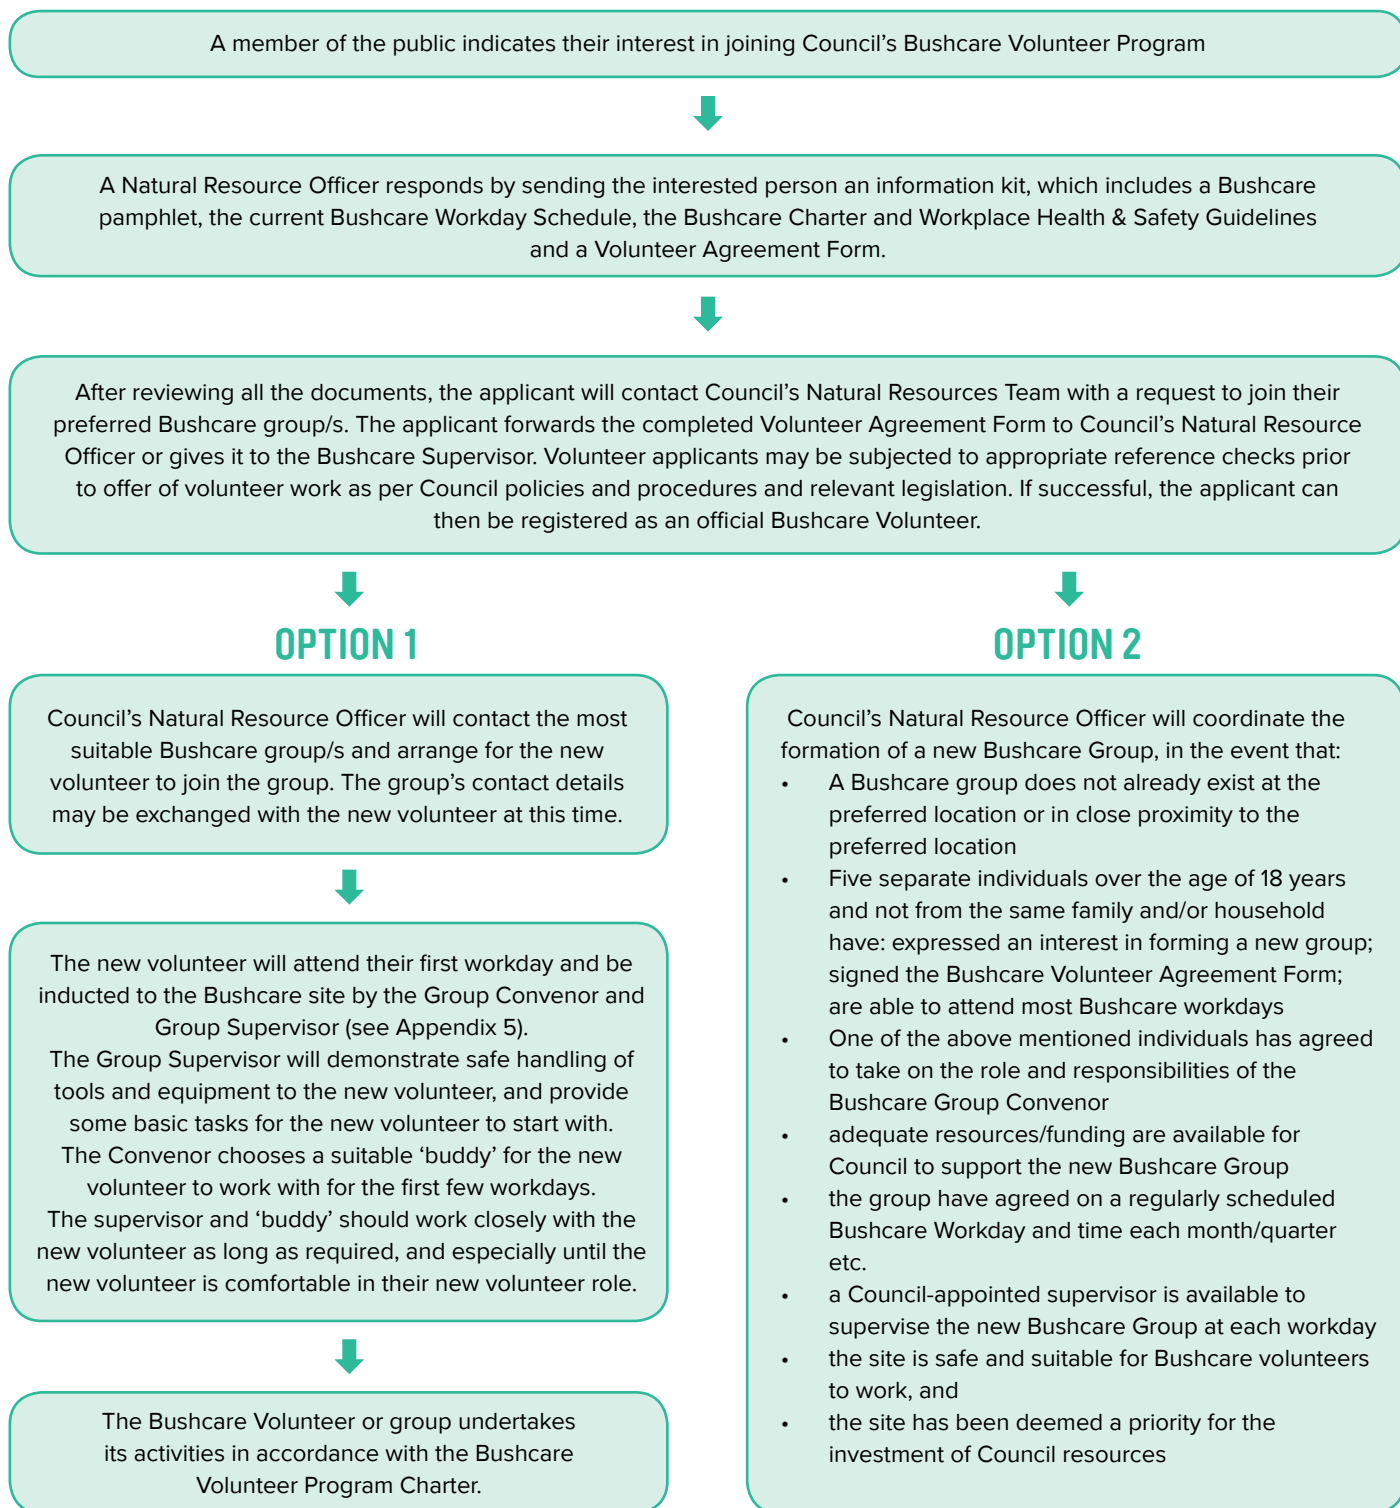 A member of the public indicates their interest in joining Council’s Bushcare Volunteer Program
A Natural Resource Officer responds by sending the interested person an information kit, which includes a Bushcare
pamphlet, the current Bushcare Workday Schedule, the Bushcare Charter and Workplace Health & Safety Guidelines
and a Volunteer Agreement Form.
After reviewing all the documents, the applicant will contact Council’s Natural Resources Team with a request to join their
preferred Bushcare group/s. The applicant forwards the completed Volunteer Agreement Form to Council’s Natural Resource
Officer or gives it to the Bushcare Supervisor. Volunteer applicants may be subjected to appropriate reference checks prior
to offer of volunteer work as per Council policies and procedures and relevant legislation. If successful, the applicant can
then be registered as an official Bushcare Volunteer.
OPTION 1
Council’s Natural Resource Officer will contact the most
suitable Bushcare group/s and arrange for the new
volunteer to join the group. The group’s contact details
may be exchanged with the new volunteer at this time.
The new volunteer will attend their first workday and be
inducted to the Bushcare site by the Group Convenor and
Group Supervisor (see Appendix 5).
The Group Supervisor will demonstrate safe handling of
tools and equipment to the new volunteer, and provide
some basic tasks for the new volunteer to start with.
The Convenor chooses a suitable ‘buddy’ for the new
volunteer to work with for the first few workdays.
The supervisor and ‘buddy’ should work closely with the
new volunteer as long as required, and especially until the
new volunteer is comfortable in their new volunteer role.
The Bushcare Volunteer or group undertakes
its activities in accordance with the Bushcare
Volunteer Program Charter.
OPTION 2
Council’s Natural Resource Officer will coordinate the
formation of a new Bushcare Group, in the event that:
• A Bushcare group does not already exist at the
preferred location or in close proximity to the
preferred location
• Five separate individuals over the age of 18 years
and not from the same family and/or household
have: expressed an interest in forming a new group;
signed the Bushcare Volunteer Agreement Form;
are able to attend most Bushcare workdays
• One of the above mentioned individuals has agreed
to take on the role and responsibilities of the
Bushcare Group Convenor
• adequate resources/funding are available for
Council to support the new Bushcare Group
• the group have agreed on a regularly scheduled
Bushcare Workday and time each month/quarter
etc.
• a Council-appointed supervisor is available to
supervise the new Bushcare Group at each workday
• the site is safe and suitable for Bushcare volunteers
to work, and
• the site has been deemed a priority for the
investment of Council resources